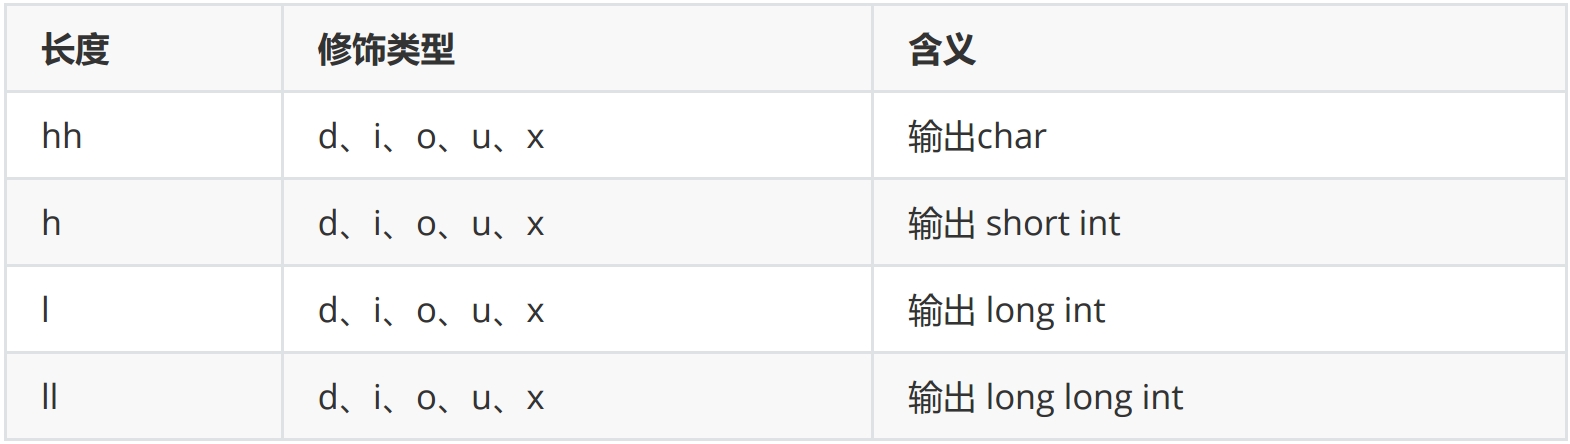 长度 修饰类型 含义
hh d、i、o、u、x 输出char
h d、i、o、u、x 输出 short int
l d、i、o、u、x 输出 long int
ll d、i、o、u、x 输出 long long int